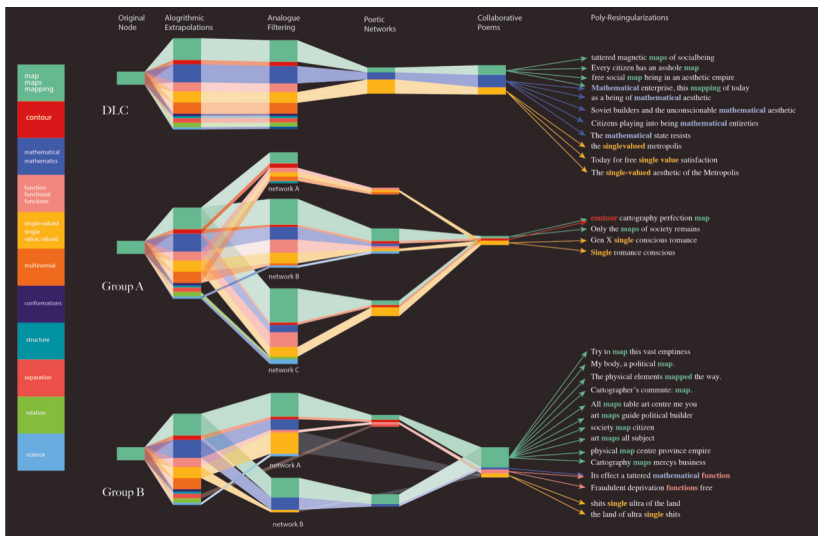 Original
Node
Alogrithmic
Extrapolations
Analogue
Filtering
Poetic
Networks
Collaborative
Poems
Poly-Resingularizations
map
maps
mapping
contour
mathematical
mathematics
function
functional
functions
single-valued
single
value, valued
multinomial
conformations
structure
separation
relation
science
DLC
tattered magnetic maps of socialbeing
Every citizen has an asshole map
free social map being in an aesthetic empire
Mathematical enterprise, this mapping of today
as a being of mathematical aesthetic
Soviet builders and the unconscionable mathematical aesthetic
Citizens playing into being mathematical entireties
The mathematical state resists
the singlevalued metropolis
Today for free single value satisfaction
The single-valued aesthetic of the Metropolis
Group A
network A
network B
network C
contour cartography perfection map
Only the maps of society remains
Gen X single conscious romance
Single romance conscious
Group B
network A
network B
Try to map this vast emptiness
My body, a political map.
The physical elements mapped the way.
Cartographer's commute: map.
All maps table art centre me you
art maps guide political builder
society map citizen
art maps all subject
physical map centre province empire
Cartography maps mercys business
Its effect a tattered mathematical function
Fraudulent deprivation functions free
shits single ultra of the land
the land of ultra single shits